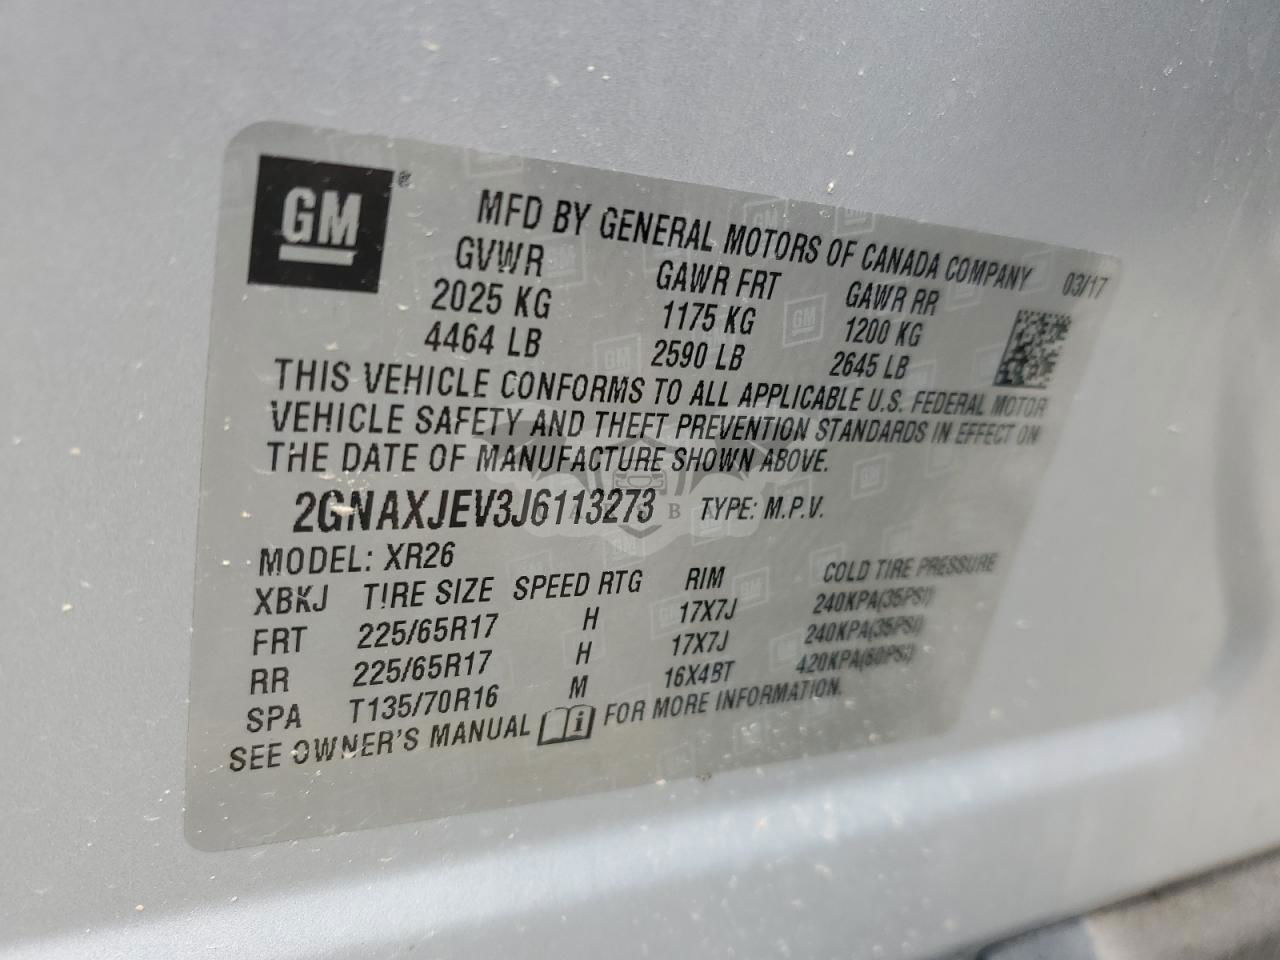 GM ®
MFD BY GENERAL MOTORS OF CANADA COMPANY 03/17
GVWR GAWR FRT GAWR RR
2025 KG 1175 KG 1200 KG
4464 LB 2590 LB 2645 LB
THIS VEHICLE CONFORMS TO ALL APPLICABLE U.S. FEDERAL MOTOR
VEHICLE SAFETY AND THEFT PREVENTION STANDARDS IN EFFECT ON
THE DATE OF MANUFACTURE SHOWN ABOVE.
2GNAXJEV3J6113273 TYPE: M.P.V.
MODEL: XR26
XBKJ TIRE SIZE SPEED RTG RIM COLD TIRE PRESSURE
FRT 225/65R17 H 17X7J 240KPA(35PSI)
RR 225/65R17 H 17X7J 240KPA(35PSI)
SPA T135/70R16 M 16X4BT 420KPA(60PSI)
SEE OWNER'S MANUAL FOR MORE INFORMATION.